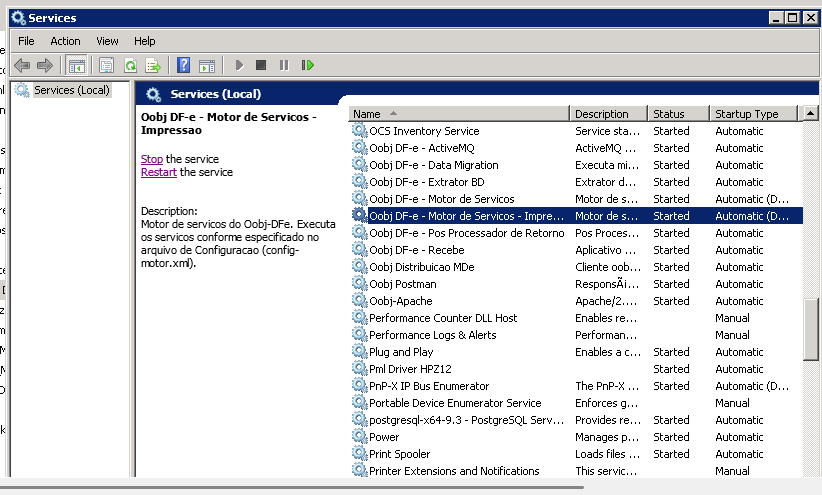 Services
File Action View Help
Services (Local)
Services (Local)
Oobj DF-e - Motor de Servicos -
Impressao
Stop the service
Restart the service
Description:
Motor de servicos do Oobj-DFe. Executa
os servicos conforme especificado no
arquivo de Configuracao (config-
motor.xml).
Name Description Status Startup Type
OCS Inventory Service Service sta... Started Automatic
Oobj DF-e - ActiveMQ ActiveMQ ... Started Automatic
Oobj DF-e - Data Migration Executa mi... Started Automatic
Oobj DF-e - Extrator BD Extrator d... Started Automatic
Oobj DF-e - Motor de Servicos Motor de s... Started Automatic (D...
Oobj DF-e - Motor de Servicos - Impre... Motor de s... Started Automatic (D...
Oobj DF-e - Pos Processador de Retorno Pos Proces... Started Automatic
Oobj DF-e - Recebe Aplicativo ... Started Automatic
Oobj Distribuicao MDe Cliente oob... Started Automatic
Oobj Postman ResponsÃi... Started Automatic
Oobj-Apache Apache/2.... Started Automatic
Performance Counter DLL Host Enables re... Manual
Performance Logs & Alerts Performan... Manual
Plug and Play Enables a c... Started Automatic
Pml Driver HPZ12 Started Automatic
PnP-X IP Bus Enumerator The PnP-X ... Started Automatic (D...
Portable Device Enumerator Service Enforces g... Manual
postgresql-x64-9.3 - PostgreSQL Serv... Provides re... Started Automatic
Power Manages p... Started Automatic
Print Spooler Loads files ... Started Automatic
Printer Extensions and Notifications This servic... Manual